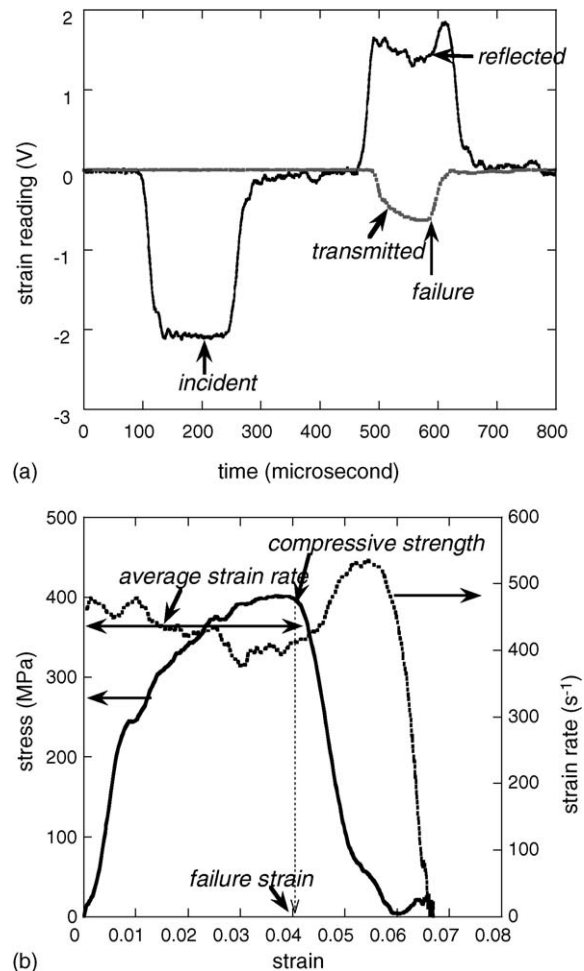 2
reflected
1
0
strain reading (V)
transmitted
-1
failure
-2
incident
-3
0 100 200 300 400 500 600 700 800
(a)
time (microsecond)
500 600
compressive strength
average strain rate
400 500
300 400
stress (MPa)
300
strain rate (s-1)
200
200
100
failure strain
100
0 0
0 0.01 0.02 0.03 0.04 0.05 0.06 0.07 0.08
(b)
strain